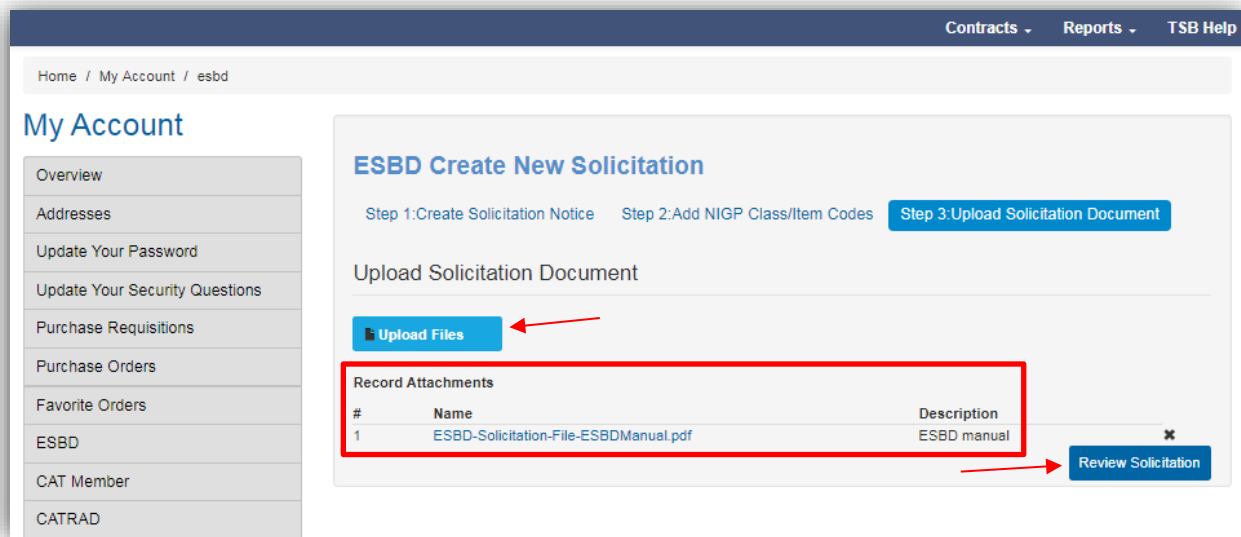 Contracts Reports TSB Help
Home / My Account / esbd
My Account
Overview
Addresses
Update Your Password
Update Your Security Questions
Purchase Requisitions
Purchase Orders
Favorite Orders
ESBD
CAT Member
CATRAD
ESBD Create New Solicitation
Step 1:Create Solicitation Notice Step 2:Add NIGP Class/Item Codes Step 3:Upload Solicitation Document
Upload Solicitation Document
Upload Files
Record Attachments
# Name Description
1 ESBD-Solicitation-File-ESBDManual.pdf ESBD manual
Review Solicitation